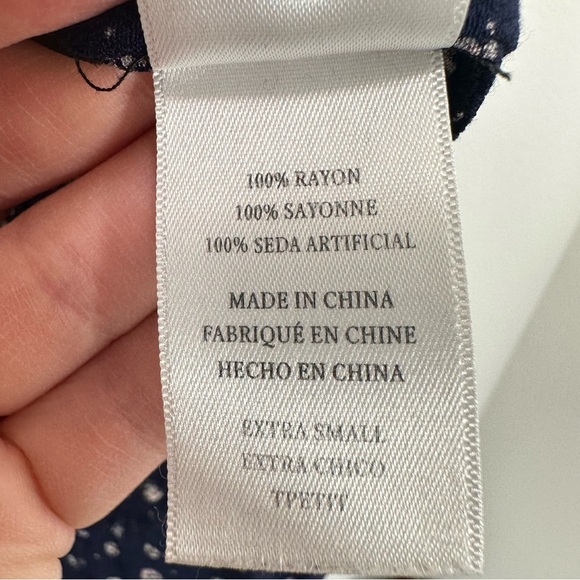 100% RAYON
100% SAYONNE
100% SEDA ARTIFICIAL
MADE IN CHINA
FABRIQUÉ EN CHINE
HECHO EN CHINA
EXTRA SMALL
EXTRA CHICO
TPETIT